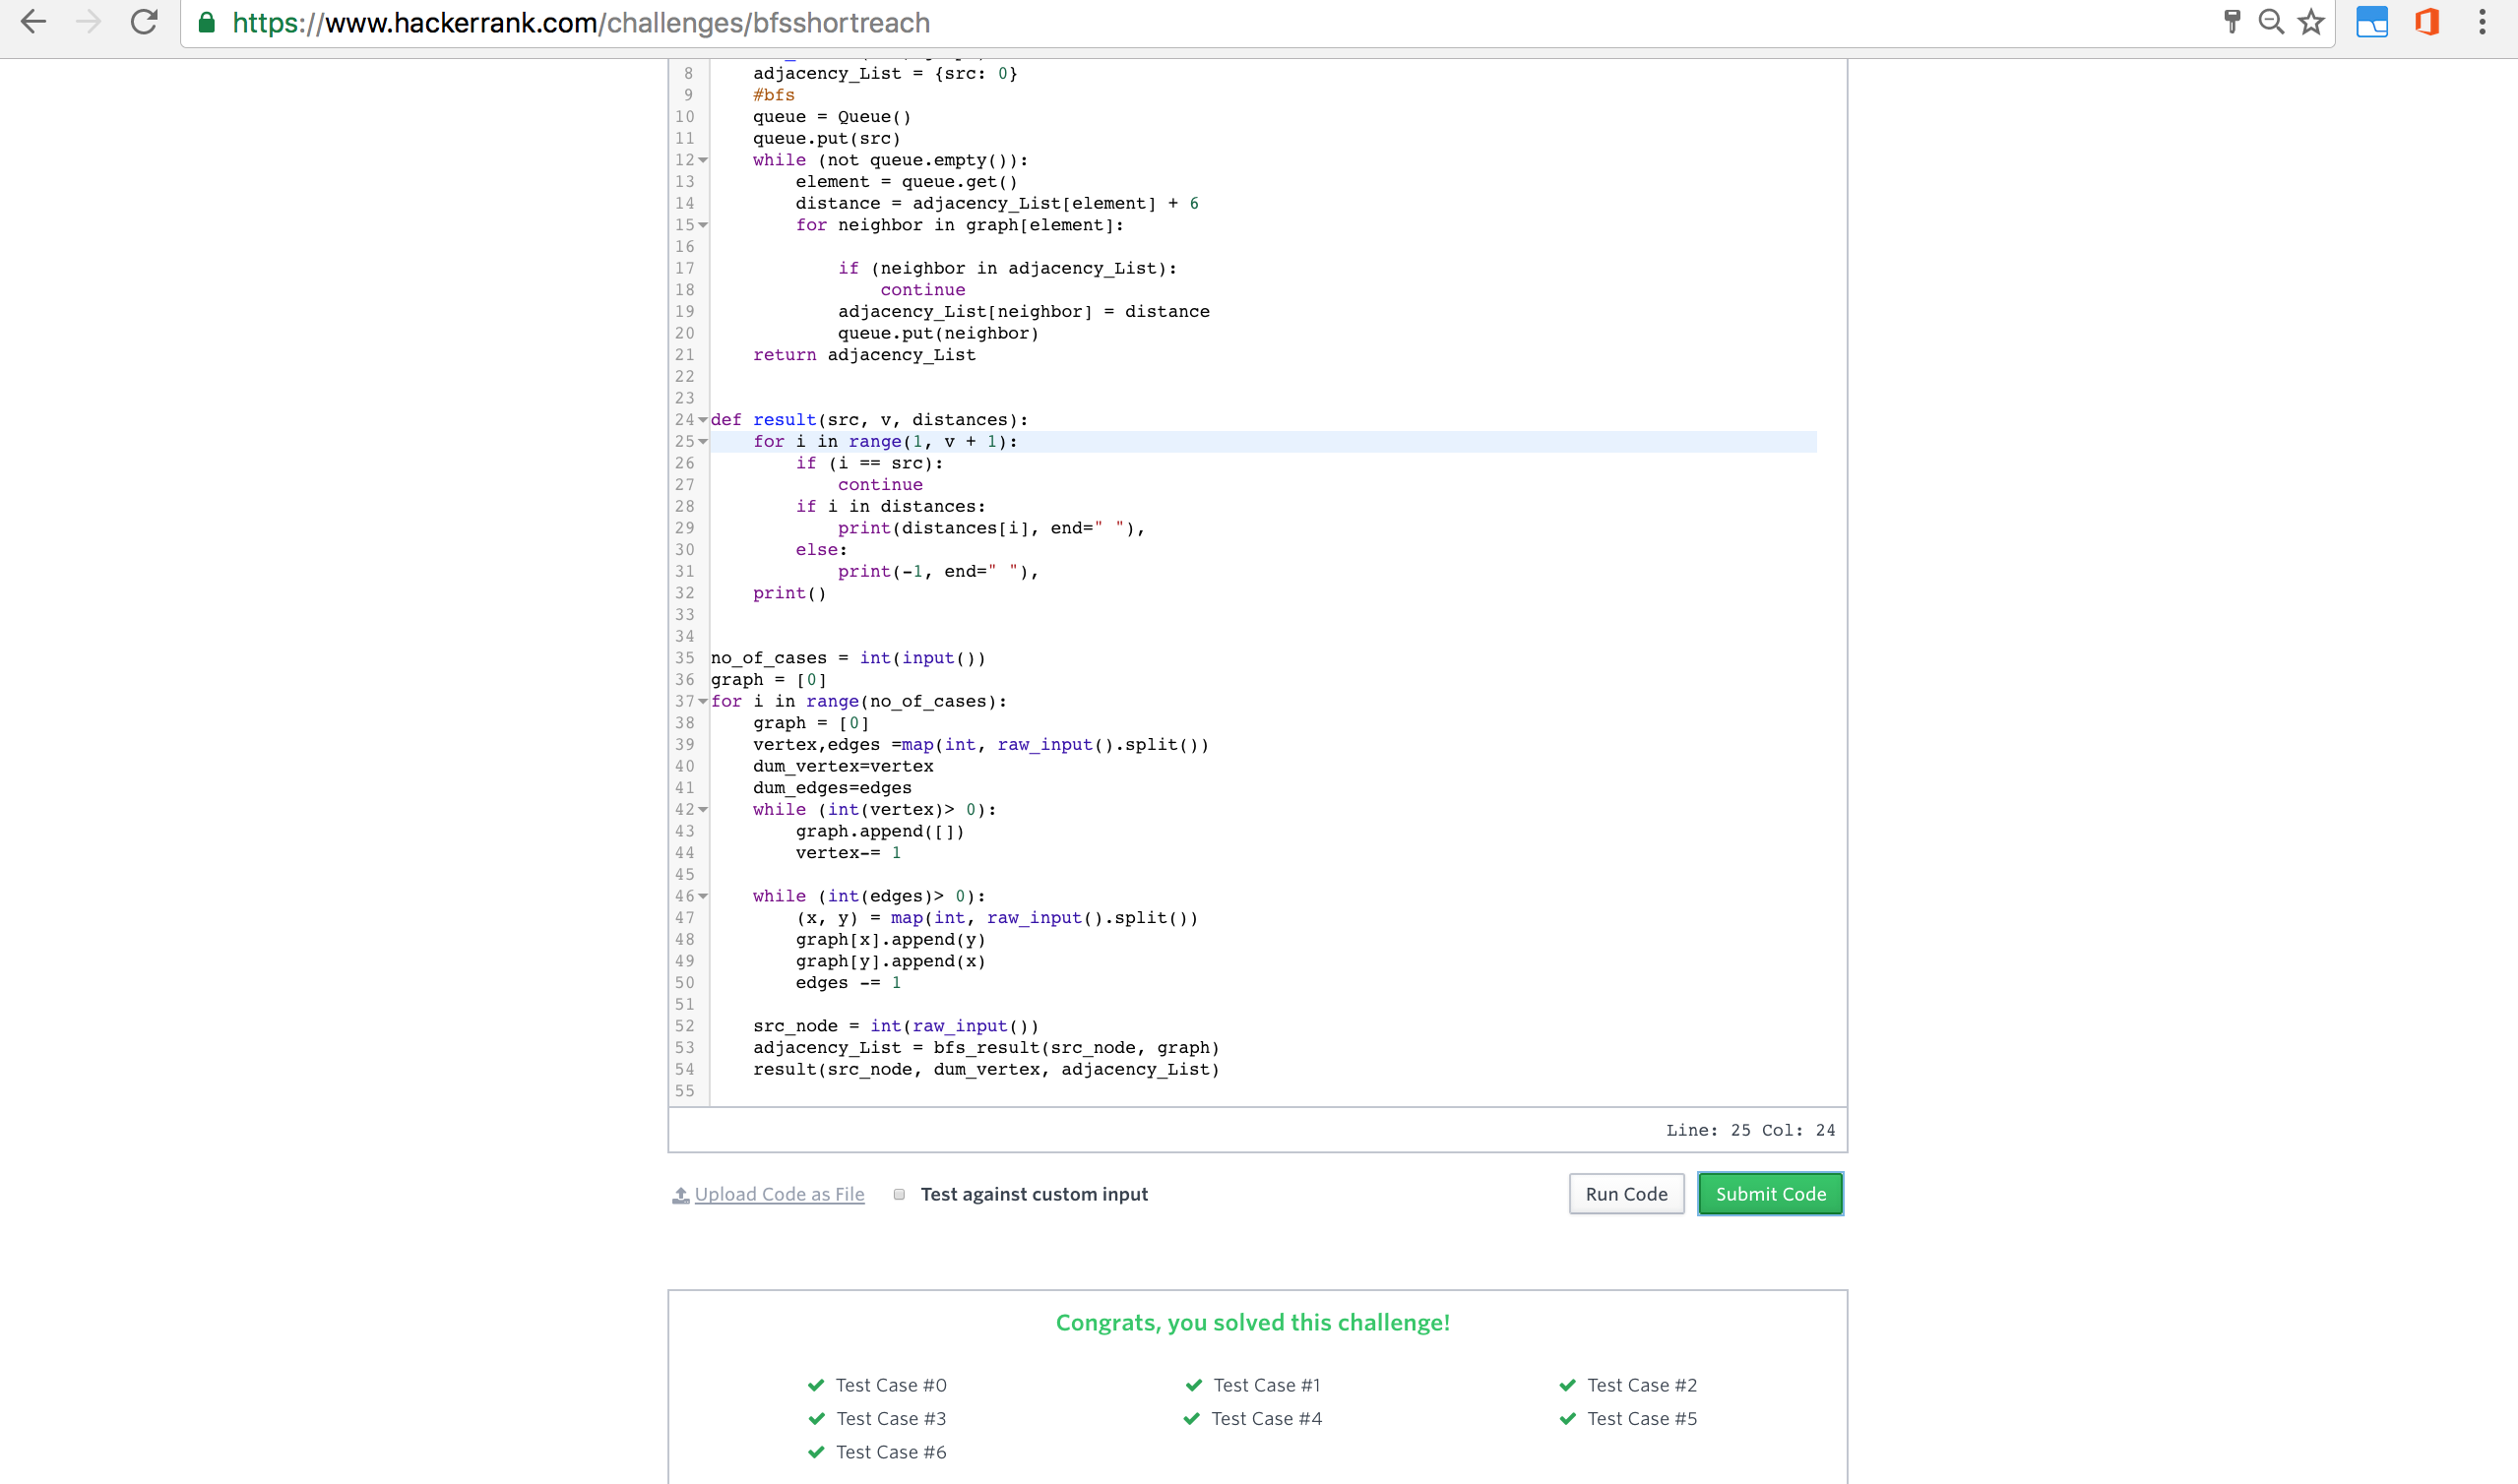 https://www.hackerrank.com/challenges/bfsshortreach
8 adjacency_List = {src: 0}
9 #bfs
10 queue = Queue()
11 queue.put(src)
12 while (not queue.empty()):
13 element = queue.get()
14 distance = adjacency_List[element] + 6
15 for neighbor in graph[element]:
16
17 if (neighbor in adjacency_List):
18 continue
19 adjacency_List[neighbor] = distance
20 queue.put(neighbor)
21 return adjacency_List
22
23
24 def result(src, v, distances):
25 for i in range(1, v + 1):
26 if (i == src):
27 continue
28 if i in distances:
29 print(distances[i], end=" "),
30 else:
31 print(-1, end=" "),
32 print()
33
34
35 no_of_cases = int(input())
36 graph = [0]
37 for i in range(no_of_cases):
38 graph = [0]
39 vertex,edges =map(int, raw_input().split())
40 dum_vertex=vertex
41 dum_edges=edges
42 while (int(vertex)> 0):
43 graph.append([])
44 vertex-= 1
45
46 while (int(edges)> 0):
47 (x, y) = map(int, raw_input().split())
48 graph[x].append(y)
49 graph[y].append(x)
50 edges -= 1
51
52 src_node = int(raw_input())
53 adjacency_List = bfs_result(src_node, graph)
54 result(src_node, dum_vertex, adjacency_List)
55
Line: 25 Col: 24
Upload Code as File Test against custom input Run Code Submit Code
Congrats, you solved this challenge!
Test Case #0 Test Case #1 Test Case #2
Test Case #3 Test Case #4 Test Case #5
Test Case #6